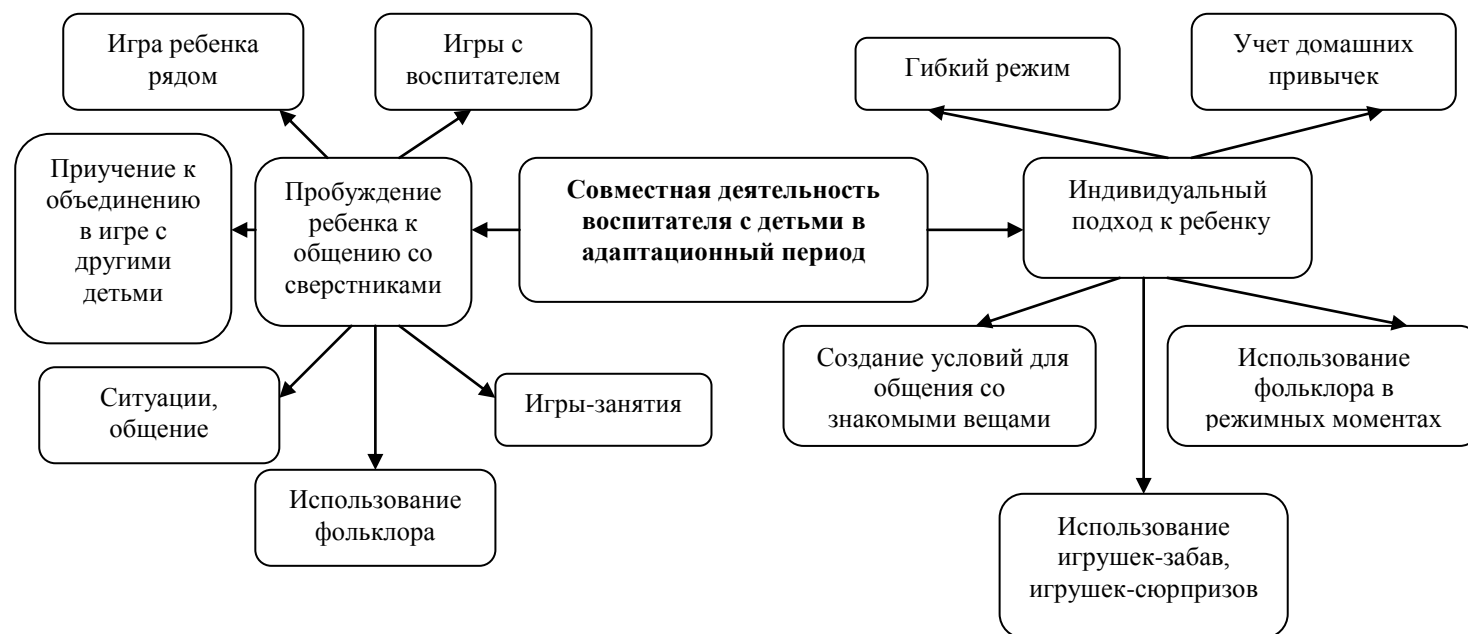 Игра ребенка
рядом
Игры с
воспитателем
Гибкий режим
Учет домашних
привычек
Приучение к
объединению
в игре с
другими
детьми
Пробуждение
ребенка к
общению со
сверстниками
Совместная деятельность
воспитателя с детьми в
адаптационный период
Индивидуальный
подход к ребенку
Ситуации,
общение
Использование
фольклора
Игры-занятия
Создание условий для
общения со
знакомыми вещами
Использование
игрушек-забав,
игрушек-сюрпризов
Использование
фольклора в
режимных моментах